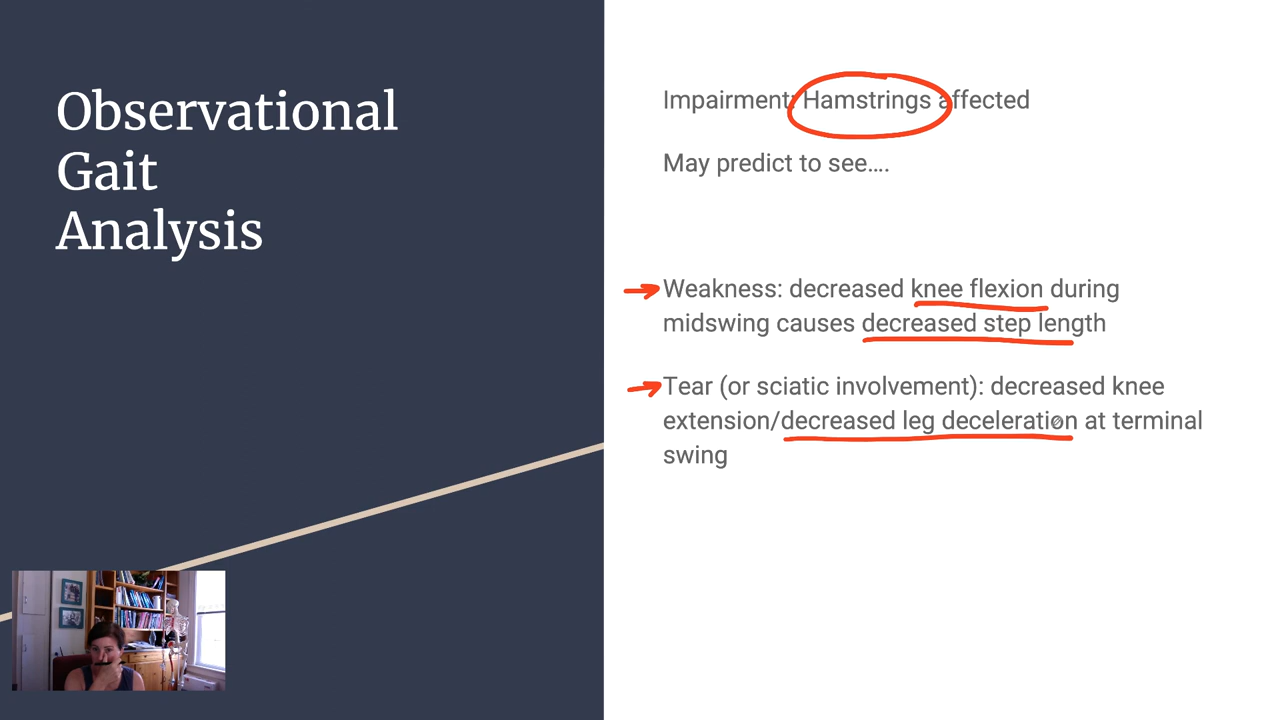 Observational
Gait
Analysis
Impairment: Hamstrings affected
May predict to see....
Weakness: decreased knee flexion during
midswing causes decreased step length
Tear (or sciatic involvement): decreased knee
extension/decreased leg deceleration at terminal
swing